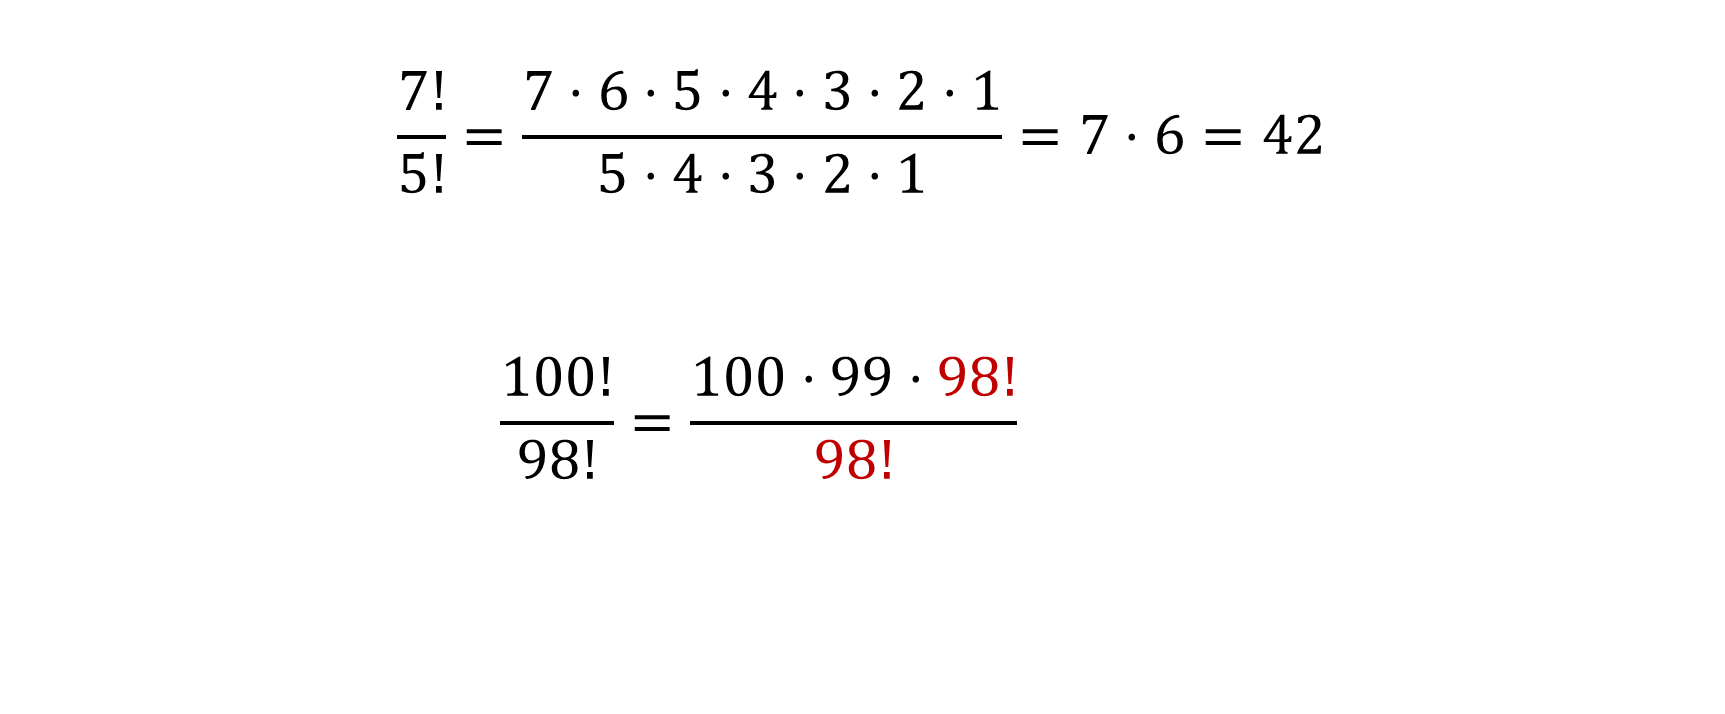 7!/5! = (7 · 6 · 5 · 4 · 3 · 2 · 1)/(5 · 4 · 3 · 2 · 1) = 7 · 6 = 42
100!/98! = (100 · 99 · 98!)/98!